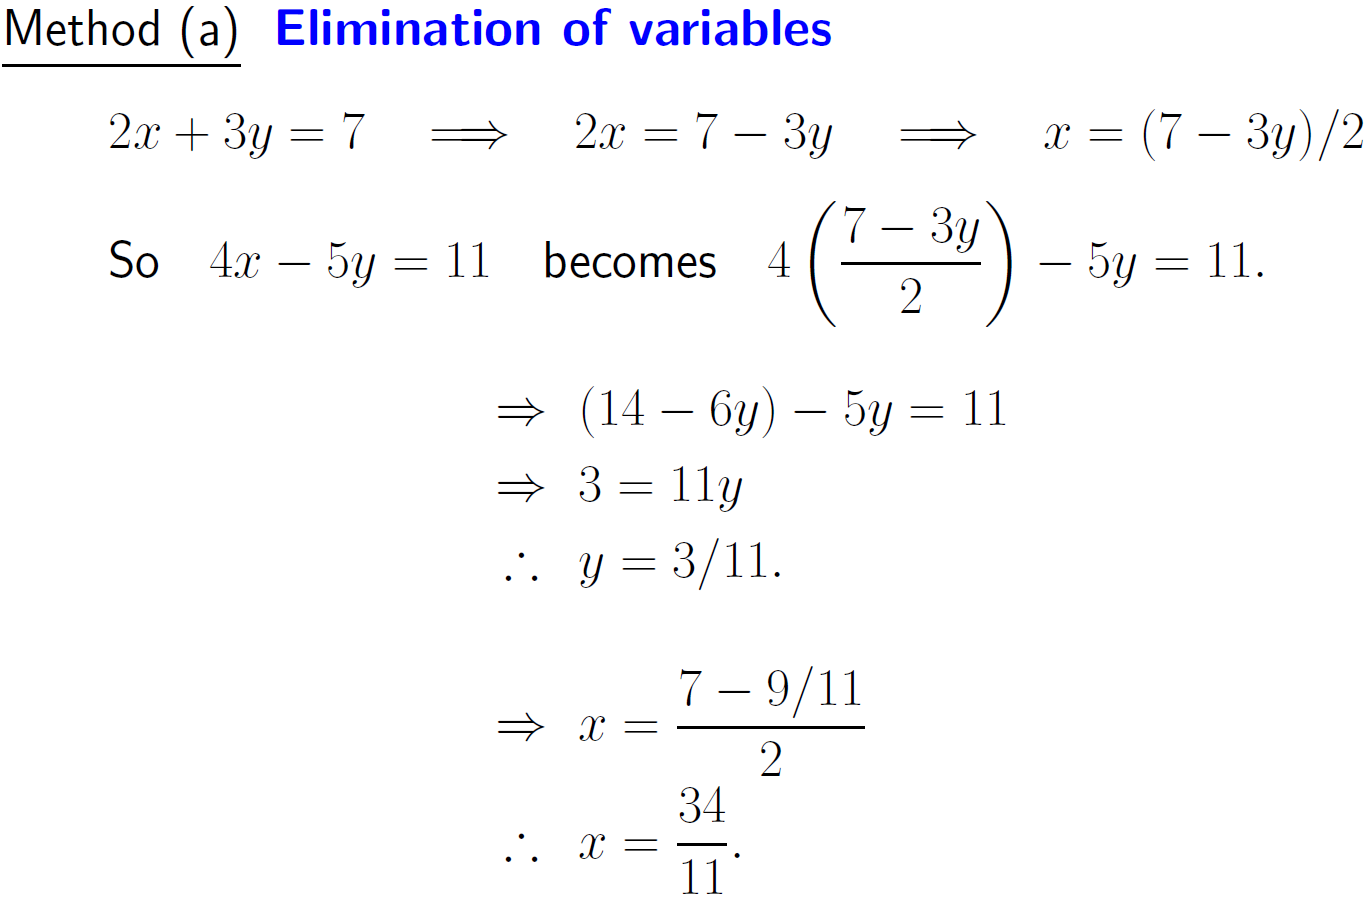 Method (a) Elimination of variables
2x + 3y = 7 ⟹ 2x = 7 − 3y ⟹ x = (7 − 3y)/2
So 4x − 5y = 11 becomes 4((7 − 3y)/2) − 5y = 11.
⇒ (14 − 6y) − 5y = 11
⇒ 3 = 11y
∴ y = 3/11.
⇒ x = (7 − 9/11)/2
∴ x = 34/11.